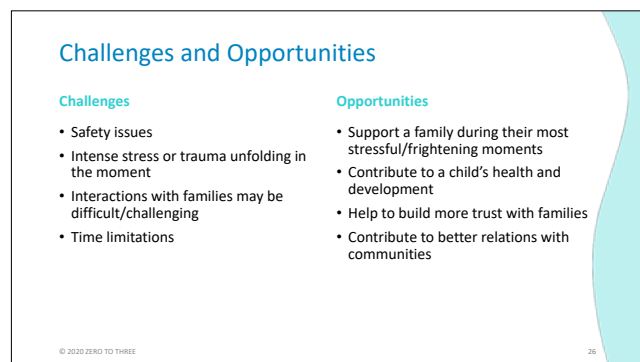 Challenges and Opportunities
Challenges
• Safety issues
• Intense stress or trauma unfolding in
the moment
• Interactions with families may be
difficult/challenging
• Time limitations
Opportunities
• Support a family during their most
stressful/frightening moments
• Contribute to a child's health and
development
• Help to build more trust with families
• Contribute to better relations with
communities
© 2020 ZERO TO THREE
26